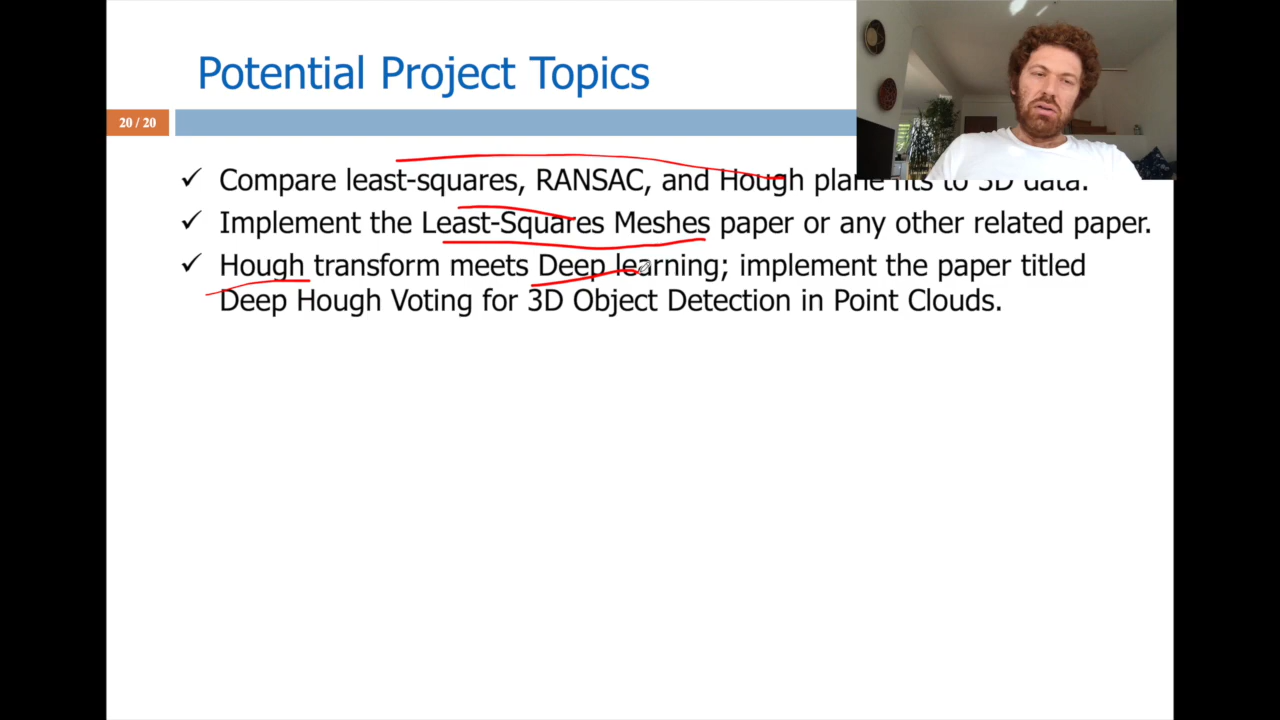 Potential Project Topics
20 / 20
✓ Compare least-squares, RANSAC, and Hough plane fits to 3D data.
✓ Implement the Least-Squares Meshes paper or any other related paper.
✓ Hough transform meets Deep learning; implement the paper titled
Deep Hough Voting for 3D Object Detection in Point Clouds.